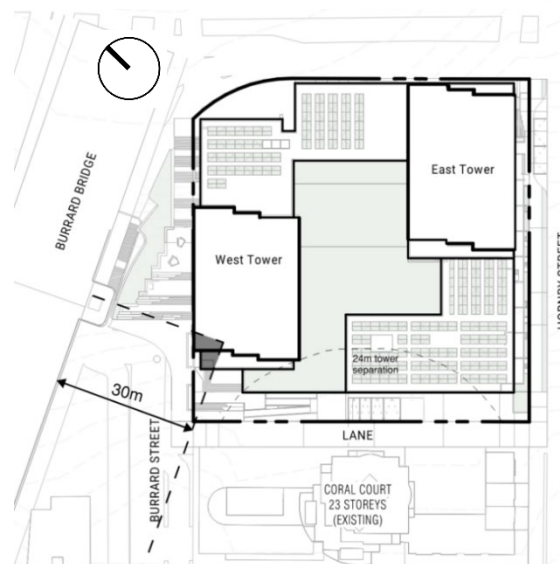 BURRARD BRIDGE
East Tower
West Tower
HORNBY STREET
24m tower
separation
30m
BURRARD STREET
LANE
CORAL COURT
23 STOREYS
(EXISTING)